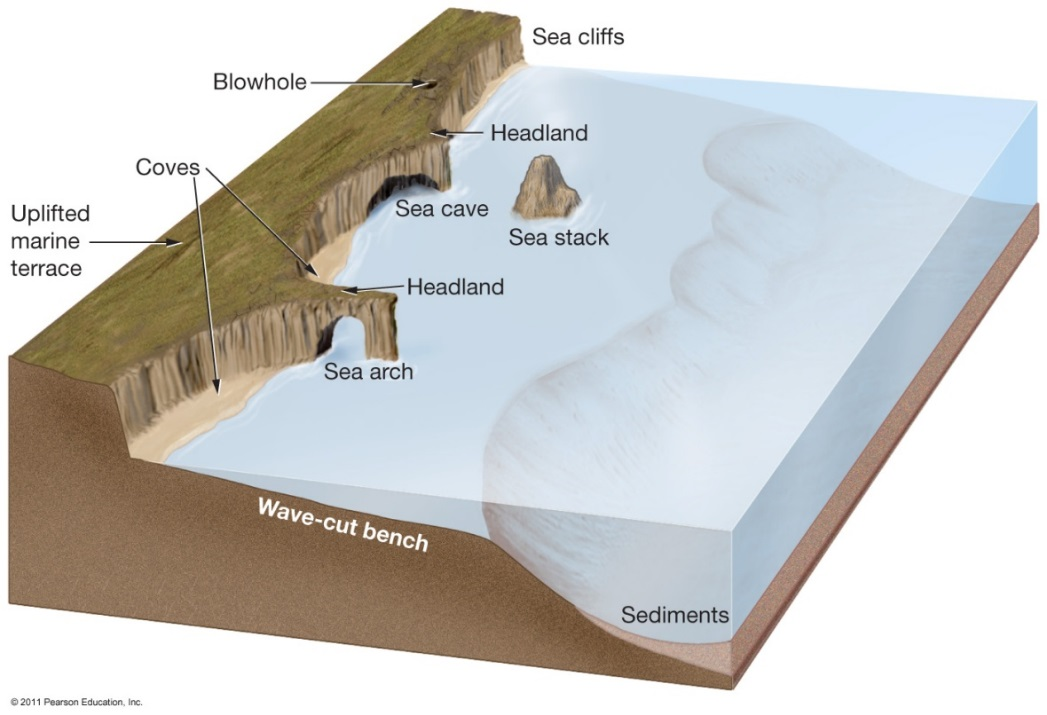 Sea cliffs
Blowhole
Headland
Coves
Sea cave
Uplifted
marine
terrace
Sea stack
Headland
Sea arch
Wave-cut bench
Sediments
© 2011 Pearson Education, Inc.